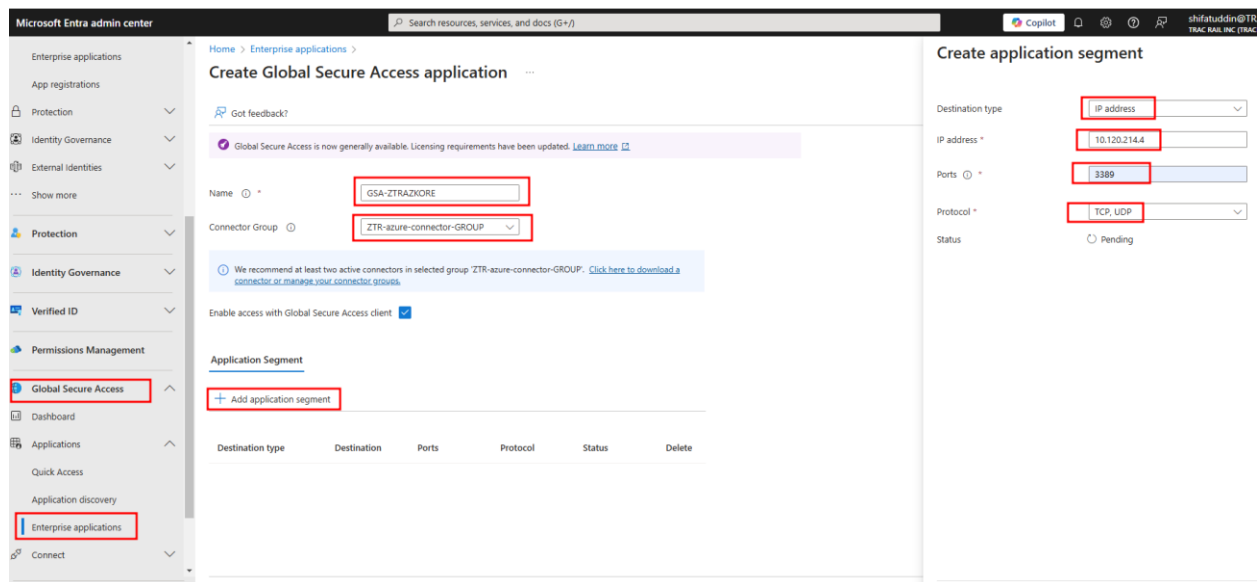 Microsoft Entra admin center
Search resources, services, and docs (G+/)
Copilot
shifatuddin@TR
TRAC RAIL INC (TRAC
Enterprise applications
App registrations
Protection
Identity Governance
External Identities
Show more
Protection
Identity Governance
Verified ID
Permissions Management
Global Secure Access
Dashboard
Applications
Quick Access
Application discovery
Enterprise applications
Connect
Home > Enterprise applications >
Create Global Secure Access application ...
Got feedback?
Global Secure Access is now generally available. Licensing requirements have been updated. Learn more
Name * GSA-ZTRAZKORE
Connector Group ZTR-azure-connector-GROUP
We recommend at least two active connectors in selected group 'ZTR-azure-connector-GROUP'. Click here to download a
connector or manage your connector groups.
Enable access with Global Secure Access client
Application Segment
+ Add application segment
Destination type Destination Ports Protocol Status Delete
Create application segment
Destination type IP address
IP address * 10.120.214.4
Ports * 3389
Protocol * TCP, UDP
Status Pending